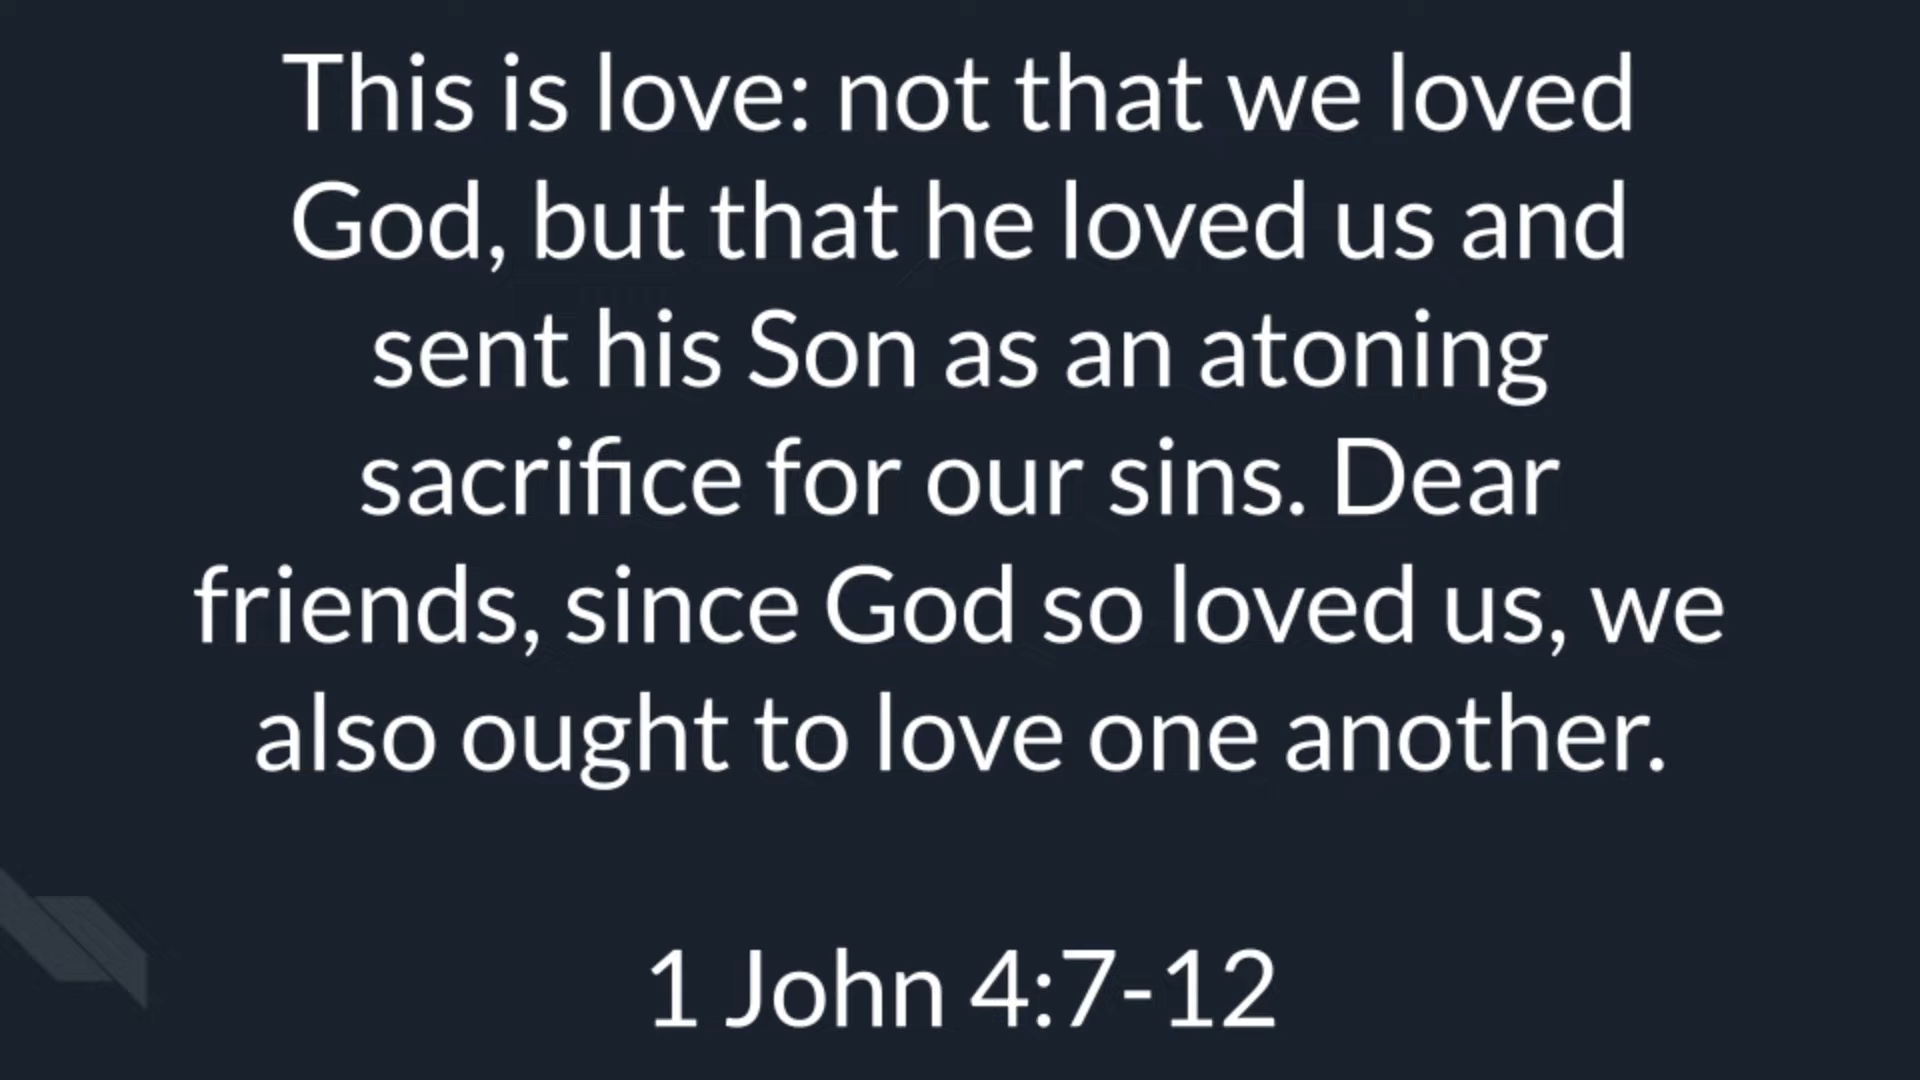 This is love: not that we loved
God, but that he loved us and
sent his Son as an atoning
sacrifice for our sins. Dear
friends, since God so loved us, we
also ought to love one another.
1 John 4:7-12